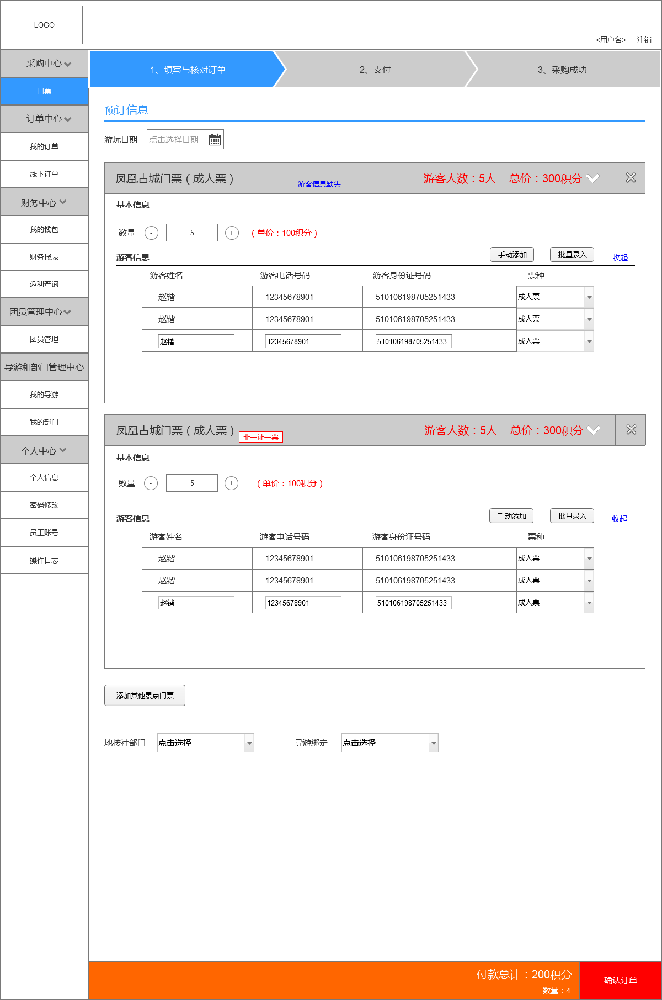 LOGO
<用户名> 注销
采购中心
门票
订单中心
我的订单
线下订单
财务中心
我的钱包
财务报表
返利查询
团员管理中心
团员管理
导游和部门管理中心
我的导游
我的部门
个人中心
个人信息
密码修改
员工账号
操作日志
1、填写与核对订单 2、支付 3、采购成功
预订信息
游玩日期 点击选择日期
凤凰古城门票（成人票） 游客信息缺失 游客人数：5人 总价：300积分
基本信息
数量 - 5 + （单价：100积分）
游客信息 手动添加 批量录入 收起
游客姓名 游客电话号码 游客身份证号码 票种
赵锴 12345678901 510106198705251433 成人票
赵锴 12345678901 510106198705251433 成人票
赵锴 12345678901 510106198705251433 成人票
凤凰古城门票（成人票） 非一证一票 游客人数：5人 总价：300积分
基本信息
数量 - 5 + （单价：100积分）
游客信息 手动添加 批量录入 收起
游客姓名 游客电话号码 游客身份证号码 票种
赵锴 12345678901 510106198705251433 成人票
赵锴 12345678901 510106198705251433 成人票
赵锴 12345678901 510106198705251433 成人票
添加其他景点门票
地接社部门 点击选择 导游绑定 点击选择
付款总计：200积分
数量：4
确认订单